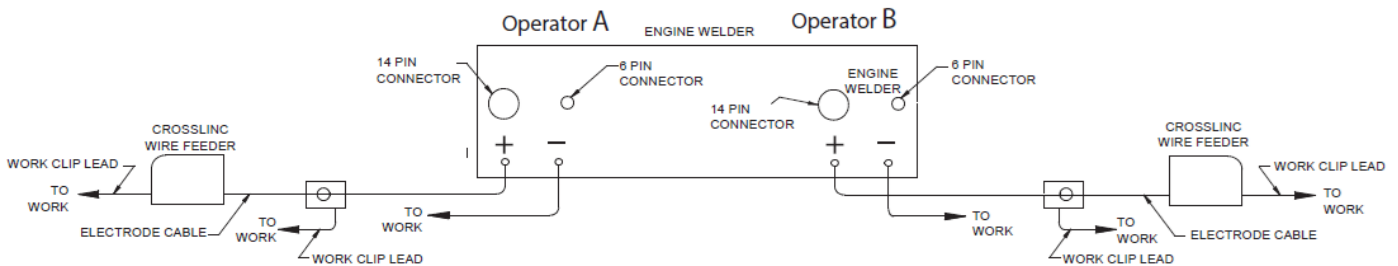 Operator A
Operator B
ENGINE WELDER
14 PIN
CONNECTOR
6 PIN
CONNECTOR
ENGINE
WELDER
6 PIN
CONNECTOR
14 PIN
CONNECTOR
+
−
+
−
CROSSLINC
WIRE FEEDER
CROSSLINC
WIRE FEEDER
WORK CLIP LEAD
WORK CLIP LEAD
TO
WORK
TO
WORK
TO
WORK
TO
WORK
TO
WORK
TO
WORK
ELECTRODE CABLE
ELECTRODE CABLE
WORK CLIP LEAD
WORK CLIP LEAD